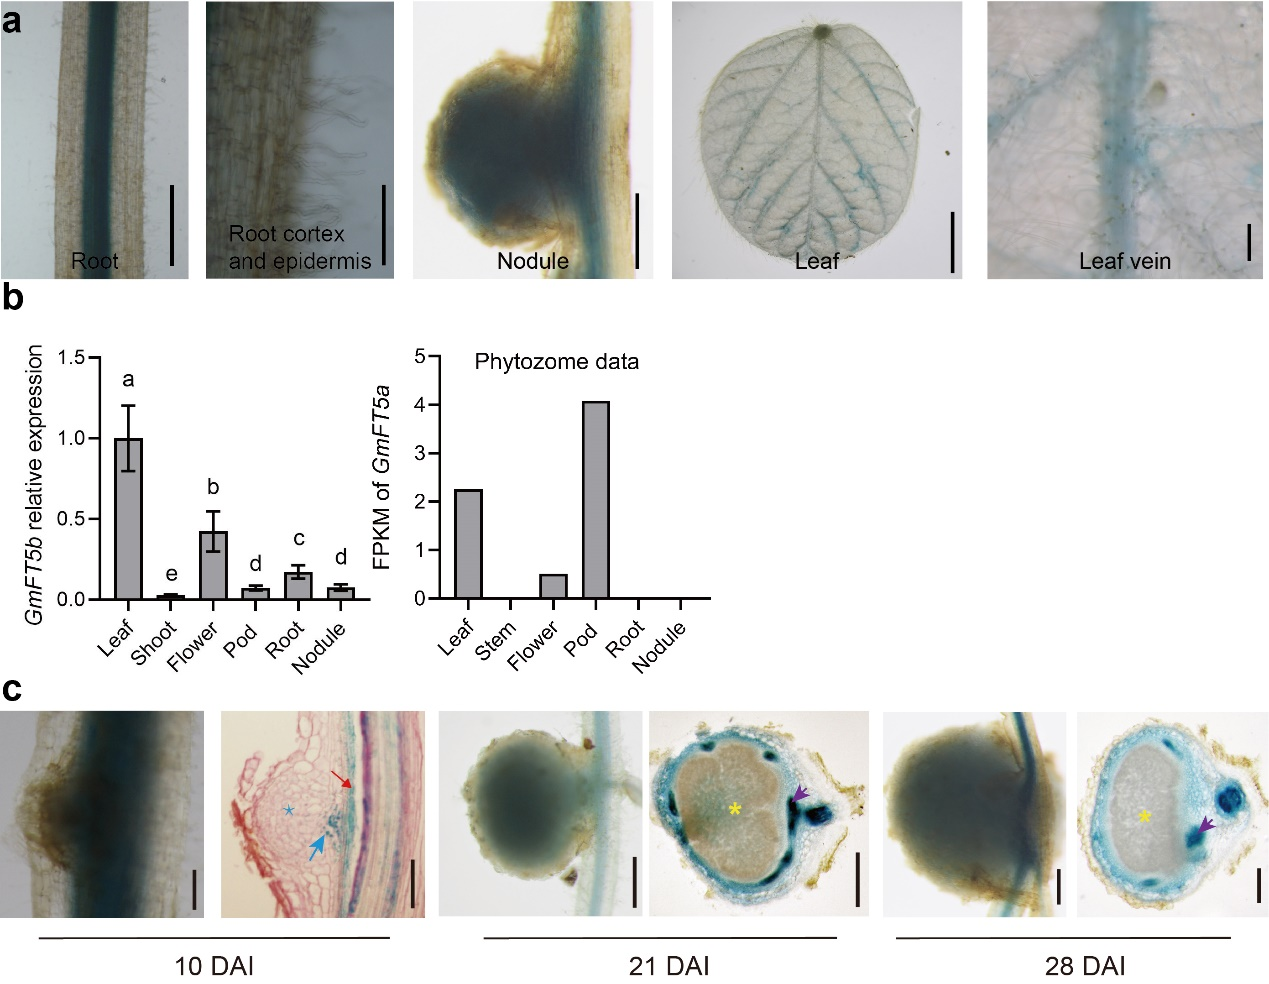 a
Root
Root cortex
and epidermis
Nodule
Leaf
Leaf vein
b
GmFT5b relative expression
1.5
1.0
0.5
0.0
a
e
b
d
c
d
Leaf
Shoot
Flower
Pod
Root
Nodule
Phytozome data
FPKM of GmFT5a
5
4
3
2
1
0
Leaf
Stem
Flower
Pod
Root
Nodule
c
*
*
*
10 DAI
21 DAI
28 DAI